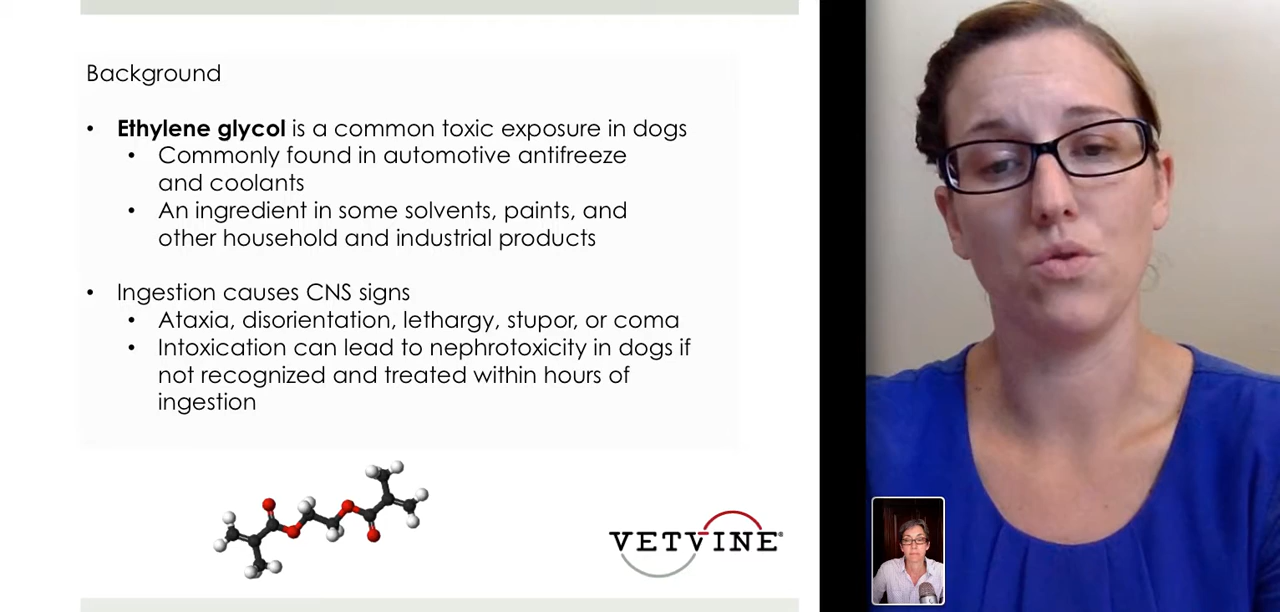 Background
• Ethylene glycol is a common toxic exposure in dogs
• Commonly found in automotive antifreeze
and coolants
• An ingredient in some solvents, paints, and
other household and industrial products
• Ingestion causes CNS signs
• Ataxia, disorientation, lethargy, stupor, or coma
• Intoxication can lead to nephrotoxicity in dogs if
not recognized and treated within hours of
ingestion
VETVINE®